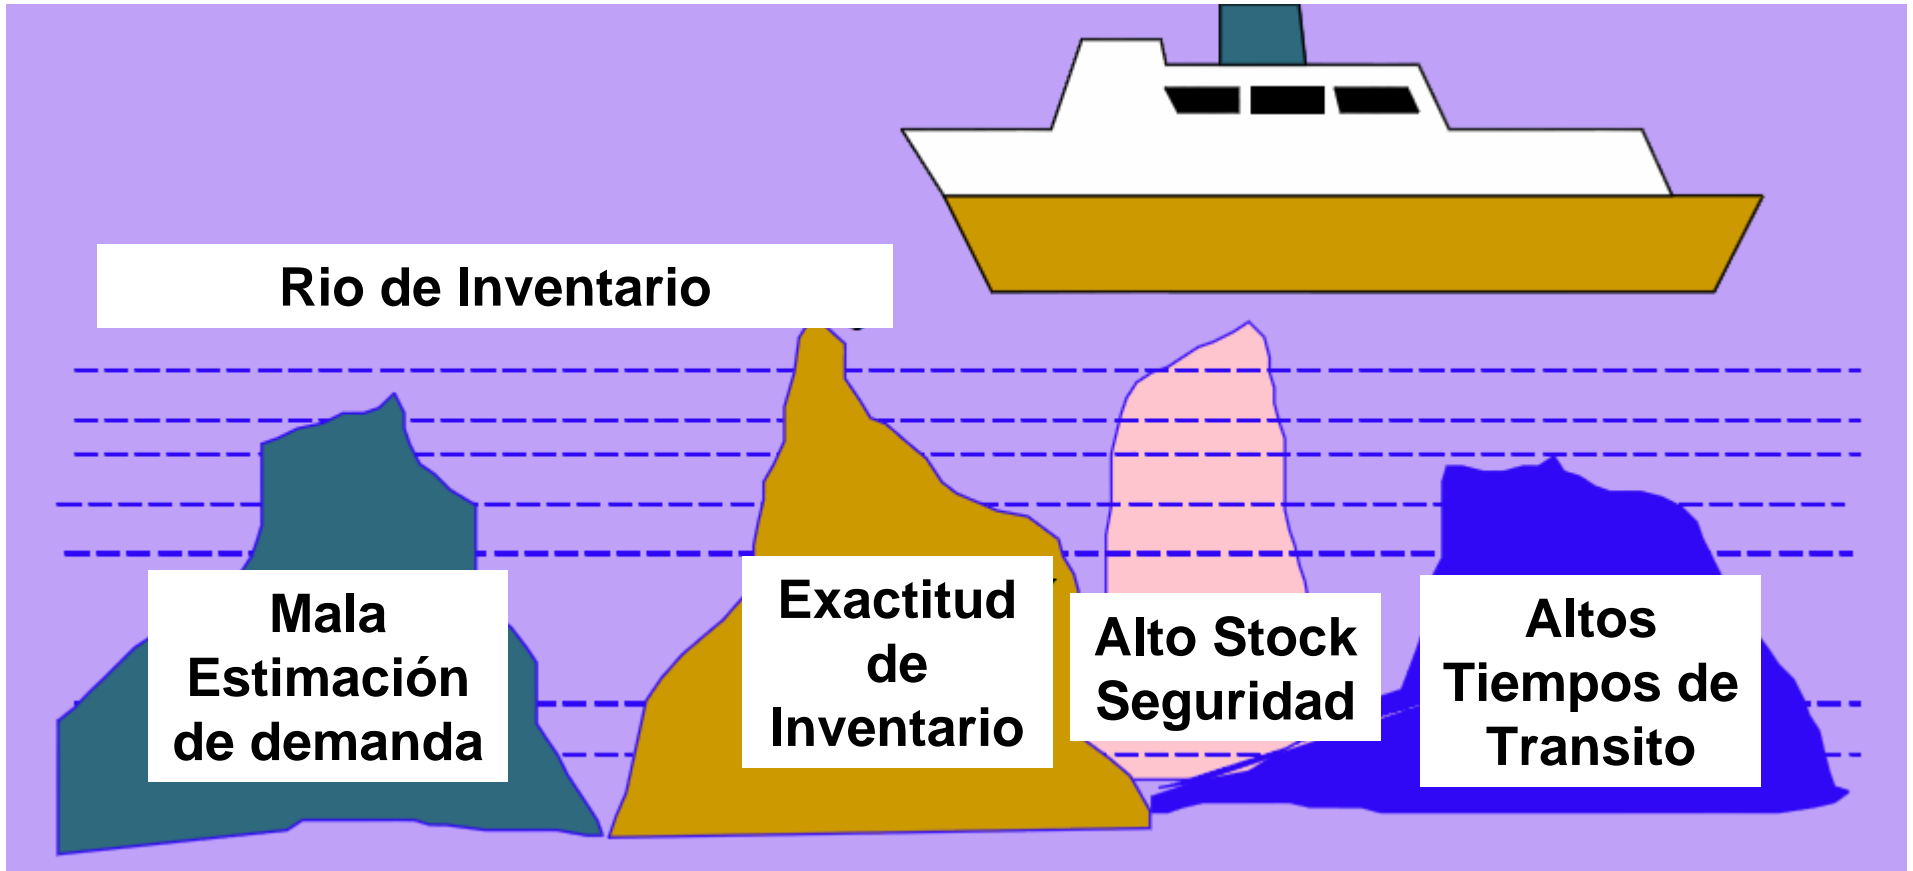 Rio de Inventario
Mala
Estimación
de demanda
Exactitud
de
Inventario
Alto Stock
Seguridad
Altos
Tiempos de
Transito